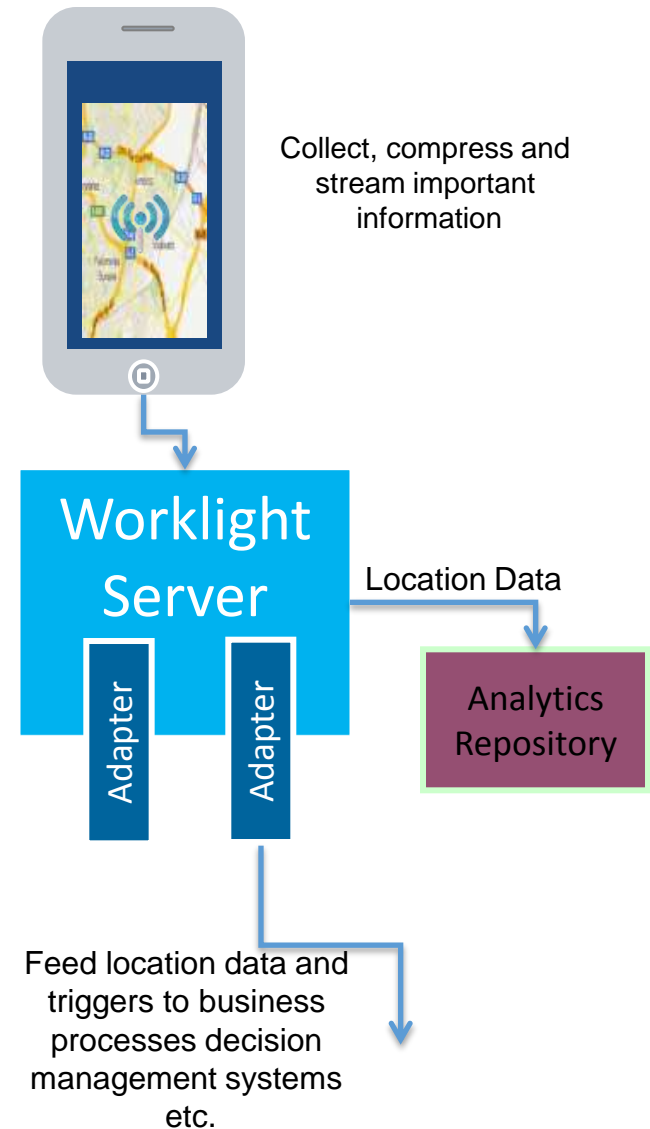 Collect, compress and
stream important
information
Worklight
Server
Location Data
Adapter
Adapter
Analytics
Repository
Feed location data and
triggers to business
processes decision
management systems
etc.